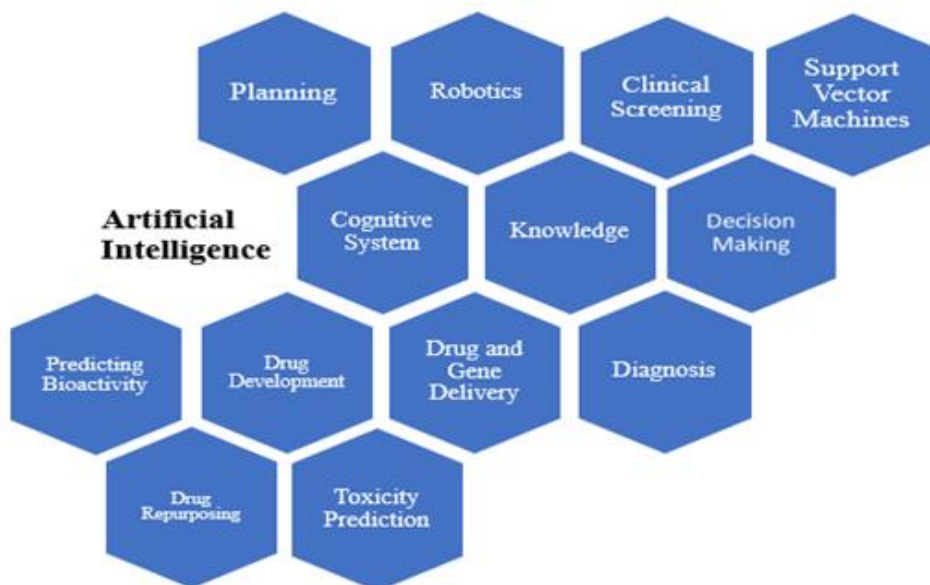 Planning
Robotics
Clinical
Screening
Support
Vector
Machines
Artificial
Intelligence
Cognitive
System
Knowledge
Decision
Making
Predicting
Bioactivity
Drug
Development
Drug and
Gene
Delivery
Diagnosis
Drug
Repurposing
Toxicity
Prediction